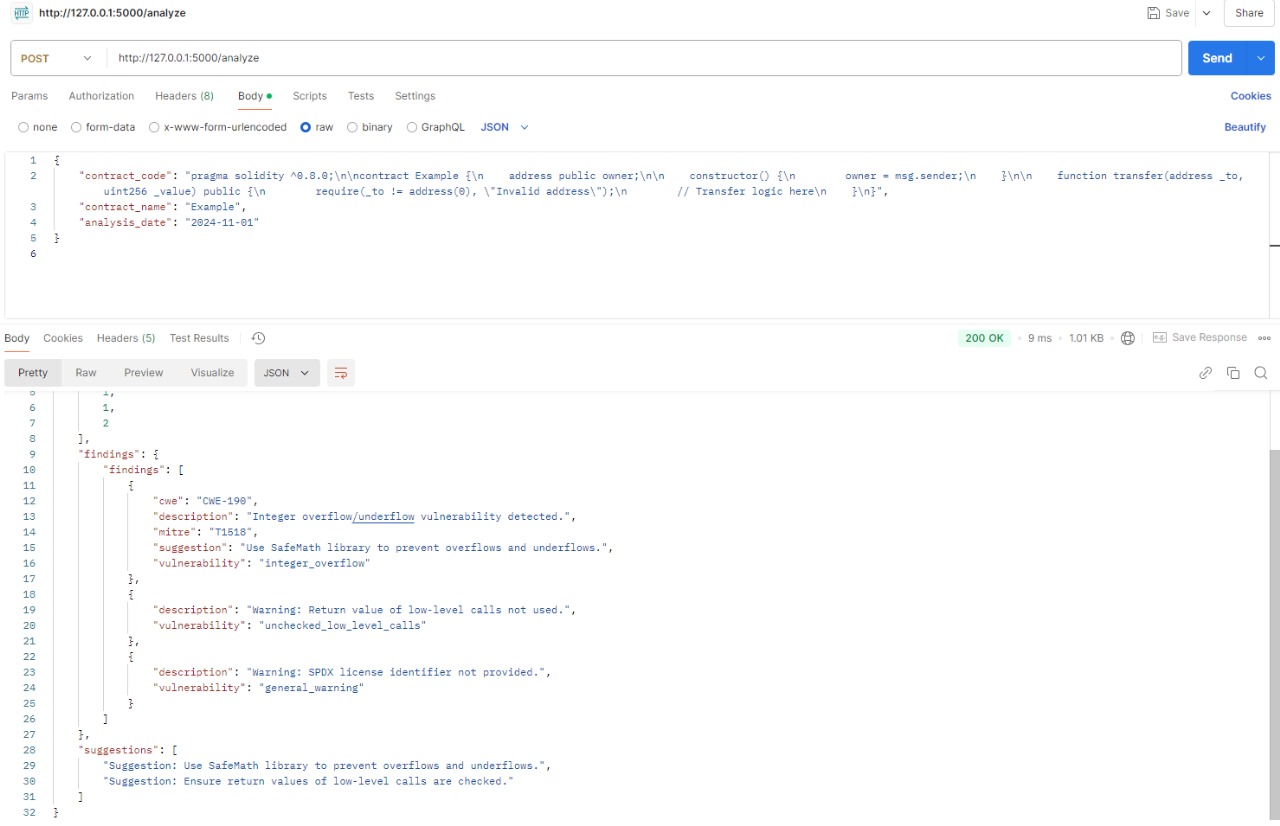 HTTP http://127.0.0.1:5000/analyze Save Share
POST http://127.0.0.1:5000/analyze Send
Params Authorization Headers (8) Body Scripts Tests Settings Cookies
none form-data x-www-form-urlencoded raw binary GraphQL JSON Beautify
1 {
2 "contract_code": "pragma solidity ^0.8.0;\n\ncontract Example {\n    address public owner;\n\n    constructor() {\n        owner = msg.sender;\n    }\n\n    function transfer(address _to,
uint256 _value) public {\n        require(_to != address(0), \"Invalid address\");\n        // Transfer logic here\n    }\n}",
3 "contract_name": "Example",
4 "analysis_date": "2024-11-01"
5 }
6
Body Cookies Headers (5) Test Results 200 OK 9 ms 1.01 KB Save Response
Pretty Raw Preview Visualize JSON
5 1,
6 1,
7 2
8 ],
9 "findings": {
10 "findings": [
11 {
12 "cwe": "CWE-190",
13 "description": "Integer overflow/underflow vulnerability detected.",
14 "mitre": "T1518",
15 "suggestion": "Use SafeMath library to prevent overflows and underflows.",
16 "vulnerability": "integer_overflow"
17 },
18 {
19 "description": "Warning: Return value of low-level calls not used.",
20 "vulnerability": "unchecked_low_level_calls"
21 },
22 {
23 "description": "Warning: SPDX license identifier not provided.",
24 "vulnerability": "general_warning"
25 }
26 ]
27 },
28 "suggestions": [
29 "Suggestion: Use SafeMath library to prevent overflows and underflows.",
30 "Suggestion: Ensure return values of low-level calls are checked."
31 ]
32 }